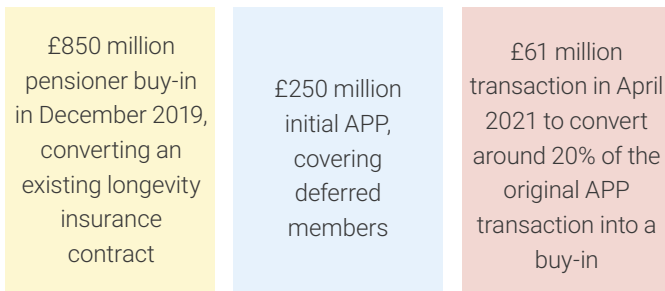 £850 million
pensioner buy-in
in December 2019,
converting an
existing longevity
insurance
contract
£250 million
initial APP,
covering
deferred
members
£61 million
transaction in April
2021 to convert
around 20% of the
original APP
transaction into a
buy-in